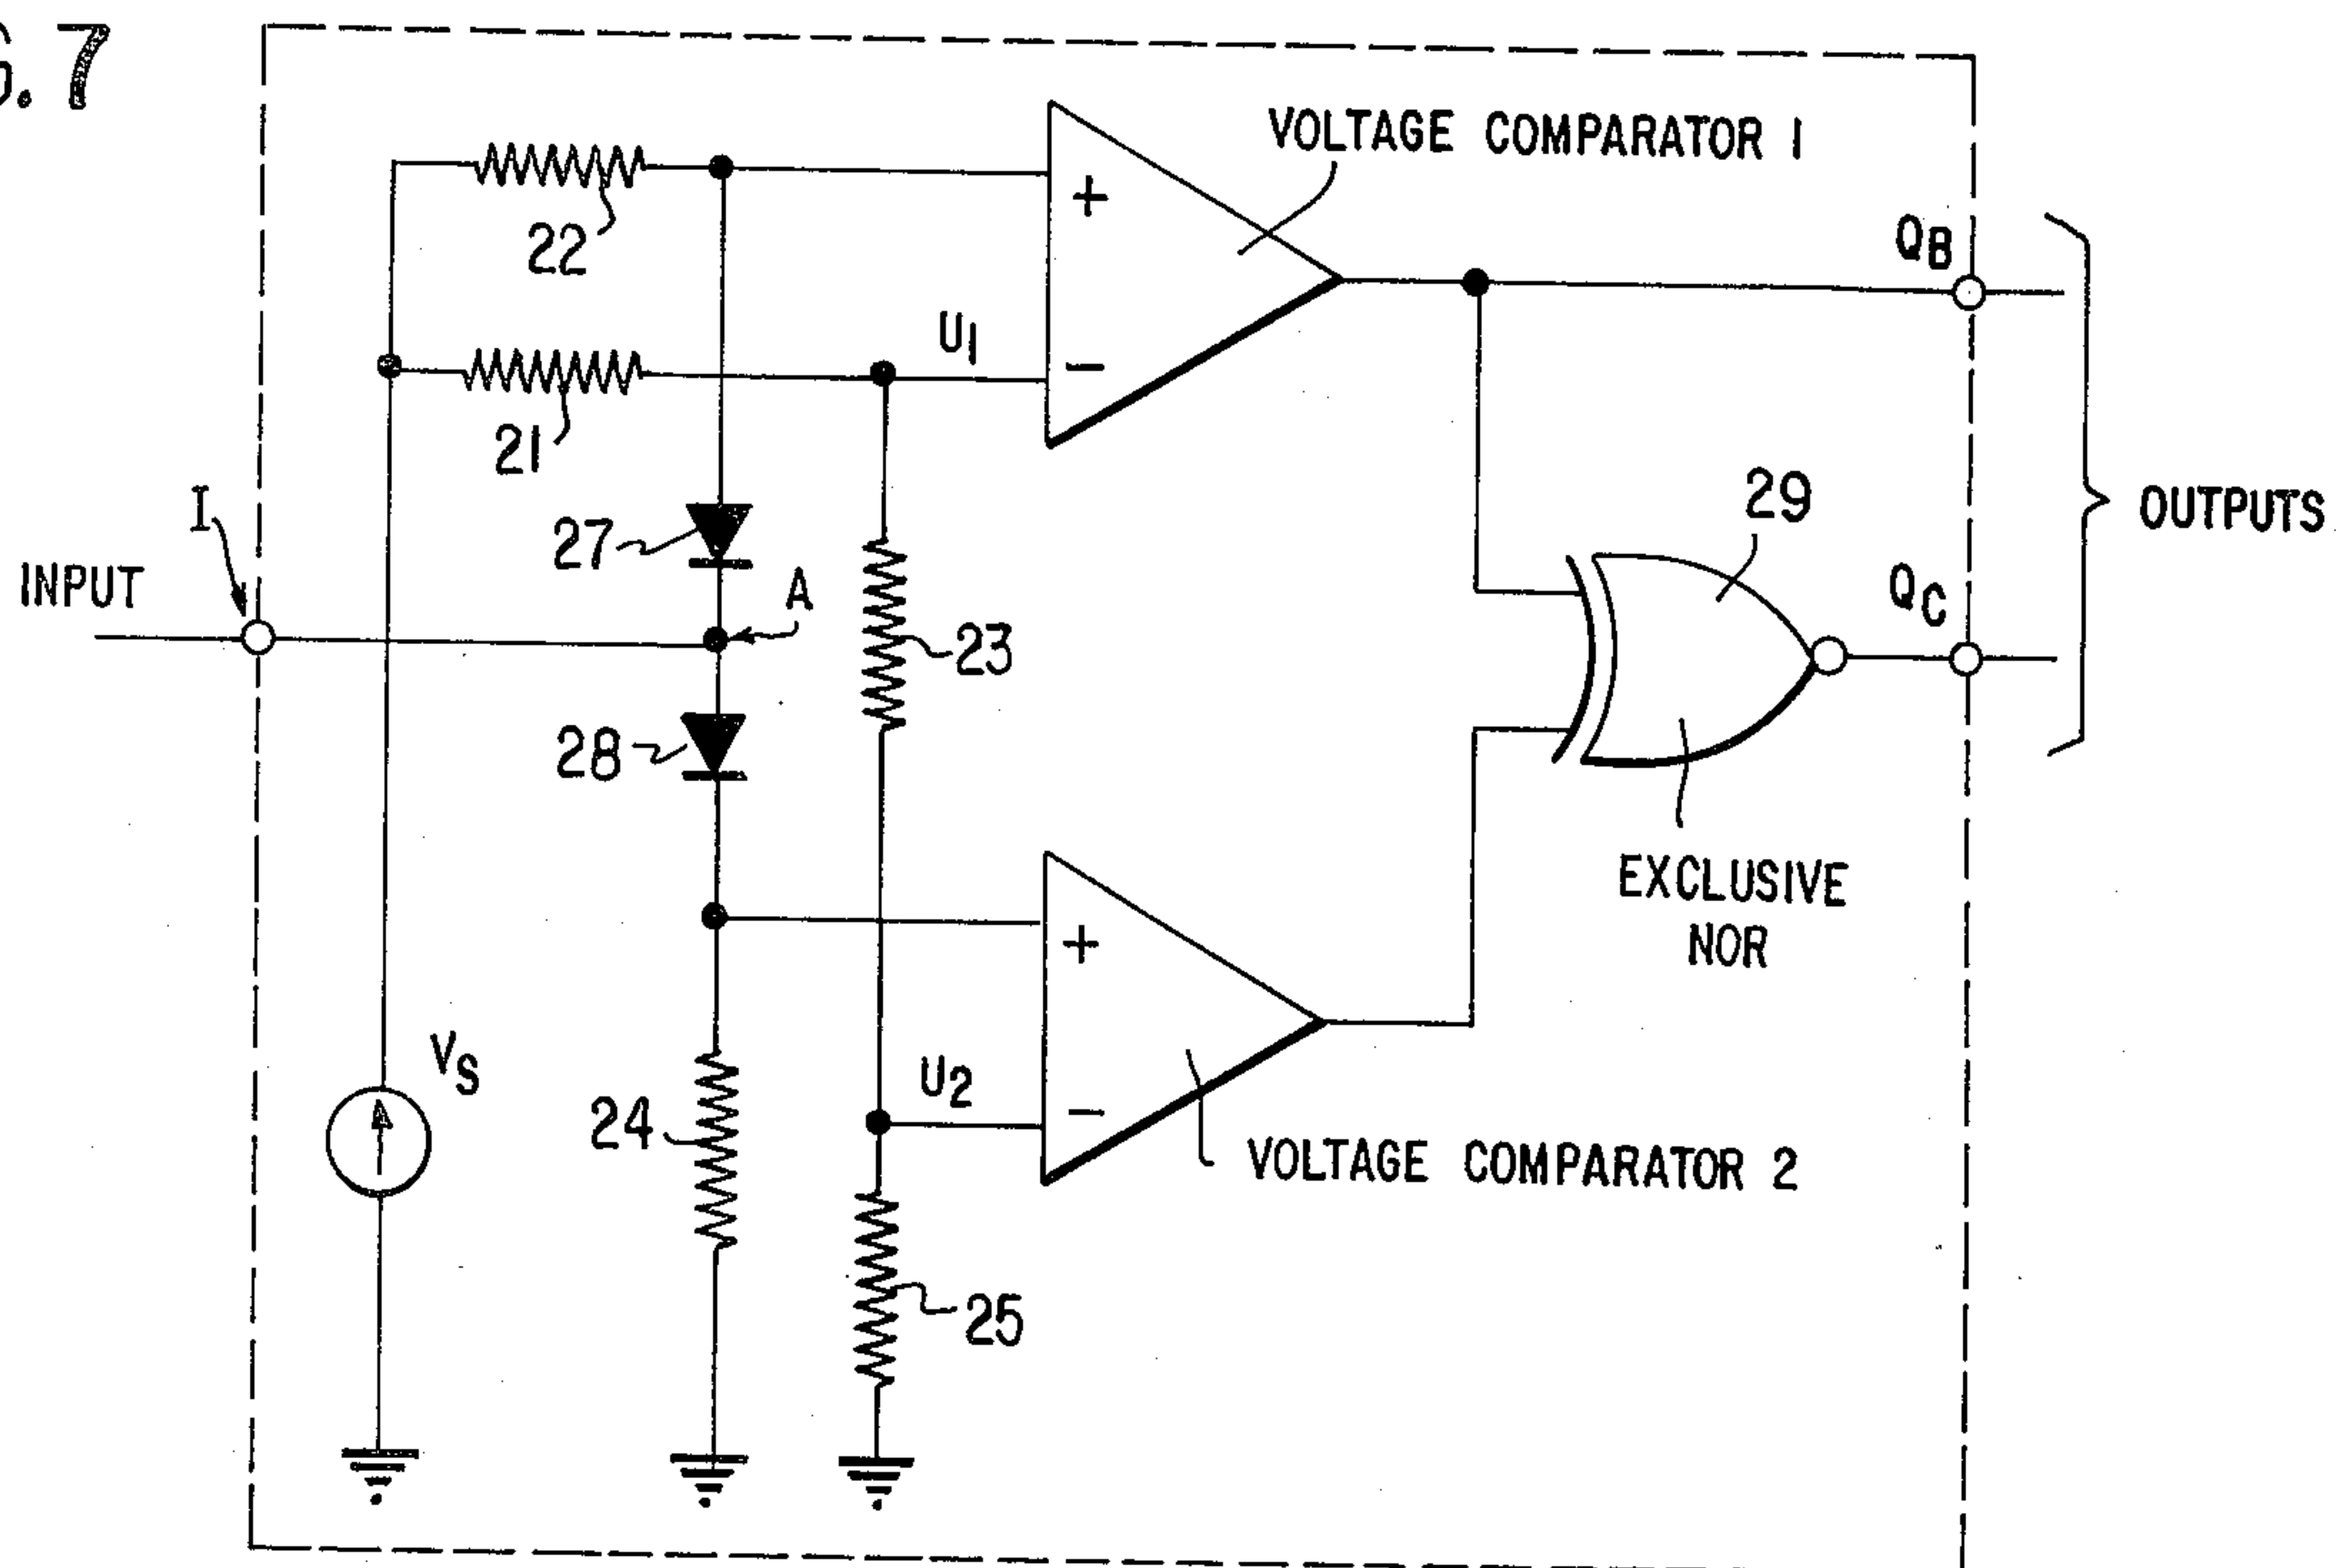 G. 7
VOLTAGE COMPARATOR 1
+
22
QB
U1
−
21
29
I
27
OUTPUTS
INPUT
A
QC
23
28
EXCLUSIVE
NOR
+
VS
U2
24
−
VOLTAGE COMPARATOR 2
25